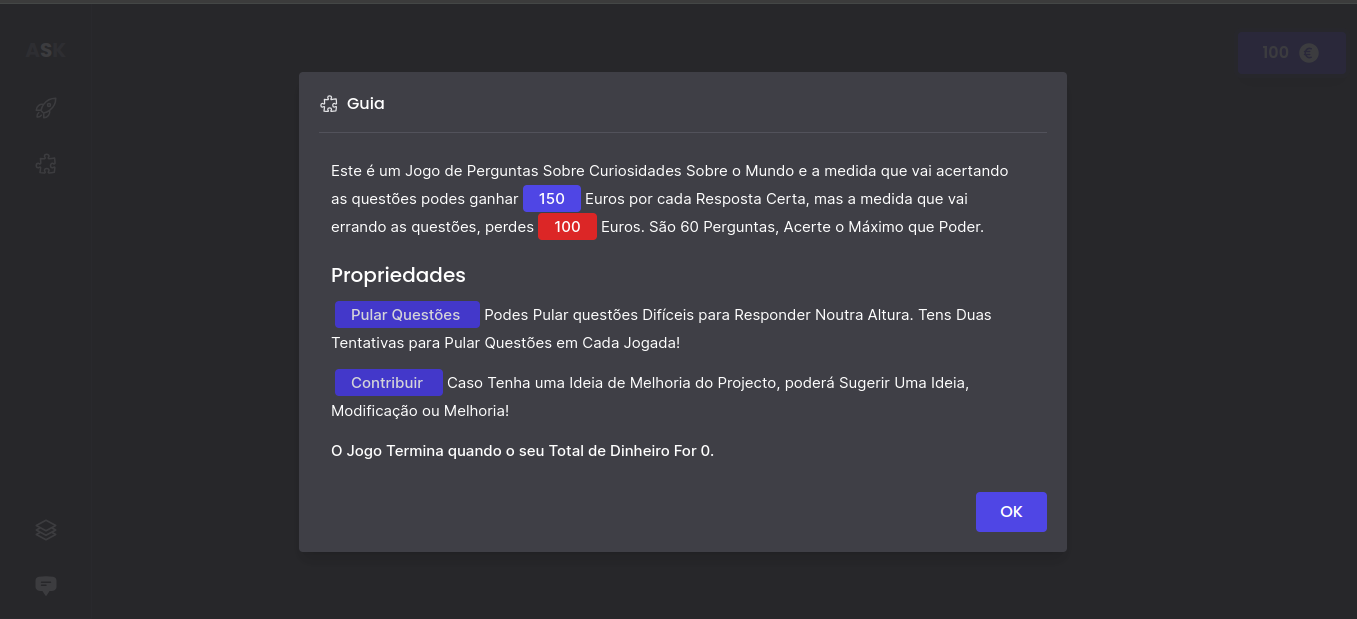 ASK
100 €
Guia
Este é um Jogo de Perguntas Sobre Curiosidades Sobre o Mundo e a medida que vai acertando
as questões podes ganhar 150 Euros por cada Resposta Certa, mas a medida que vai
errando as questões, perdes 100 Euros. São 60 Perguntas, Acerte o Máximo que Poder.
Propriedades
Pular Questões Podes Pular questões Difíceis para Responder Noutra Altura. Tens Duas
Tentativas para Pular Questões em Cada Jogada!
Contribuir Caso Tenha uma Ideia de Melhoria do Projecto, poderá Sugerir Uma Ideia,
Modificação ou Melhoria!
O Jogo Termina quando o seu Total de Dinheiro For 0.
OK